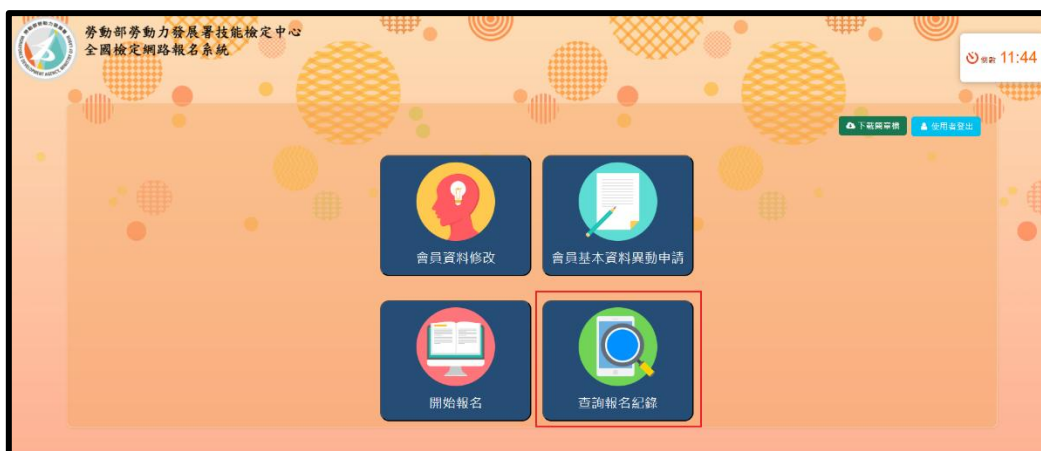 勞動部勞動力發展署技能檢定中心
全國檢定網路報名系統
11:44
下載簡章檔
使用者登出
會員資料修改
會員基本資料異動申請
開始報名
查詢報名紀錄